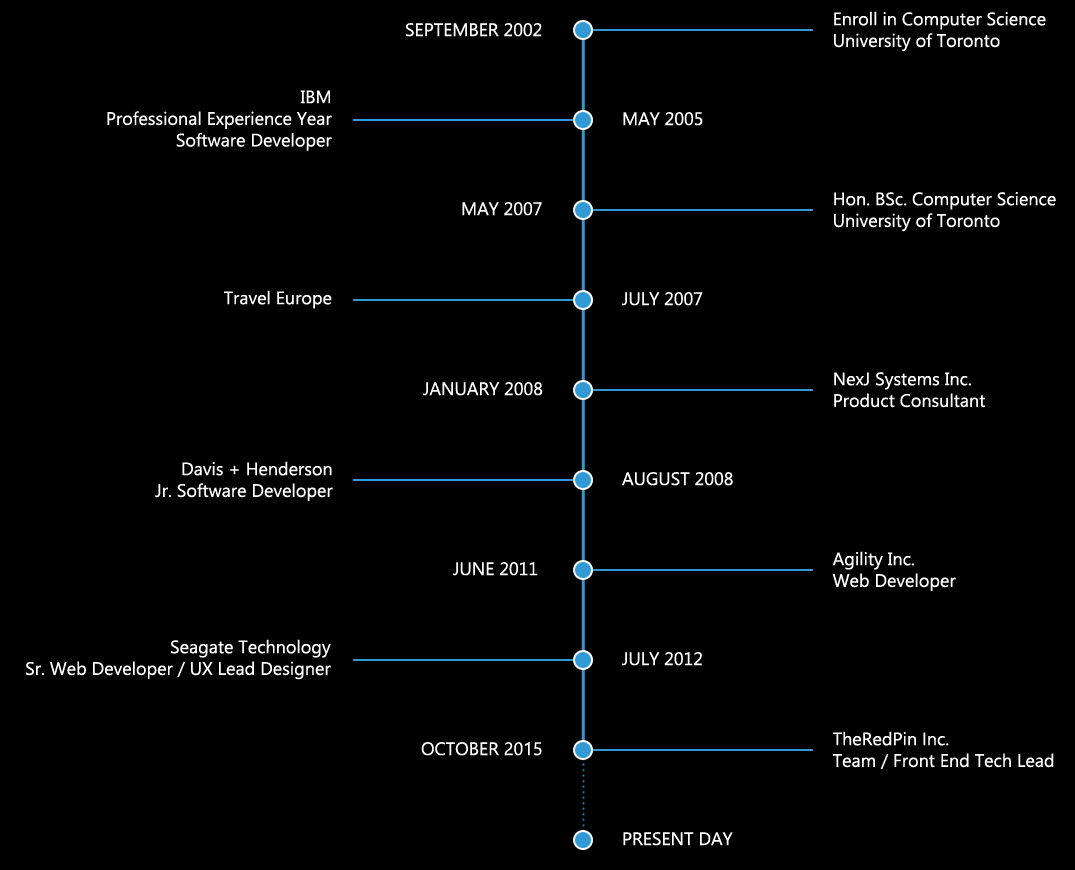 SEPTEMBER 2002
Enroll in Computer Science
University of Toronto
IBM
Professional Experience Year
Software Developer
MAY 2005
MAY 2007
Hon. BSc. Computer Science
University of Toronto
Travel Europe
JULY 2007
JANUARY 2008
NexJ Systems Inc.
Product Consultant
Davis + Henderson
Jr. Software Developer
AUGUST 2008
JUNE 2011
Agility Inc.
Web Developer
Seagate Technology
Sr. Web Developer / UX Lead Designer
JULY 2012
OCTOBER 2015
TheRedPin Inc.
Team / Front End Tech Lead
PRESENT DAY